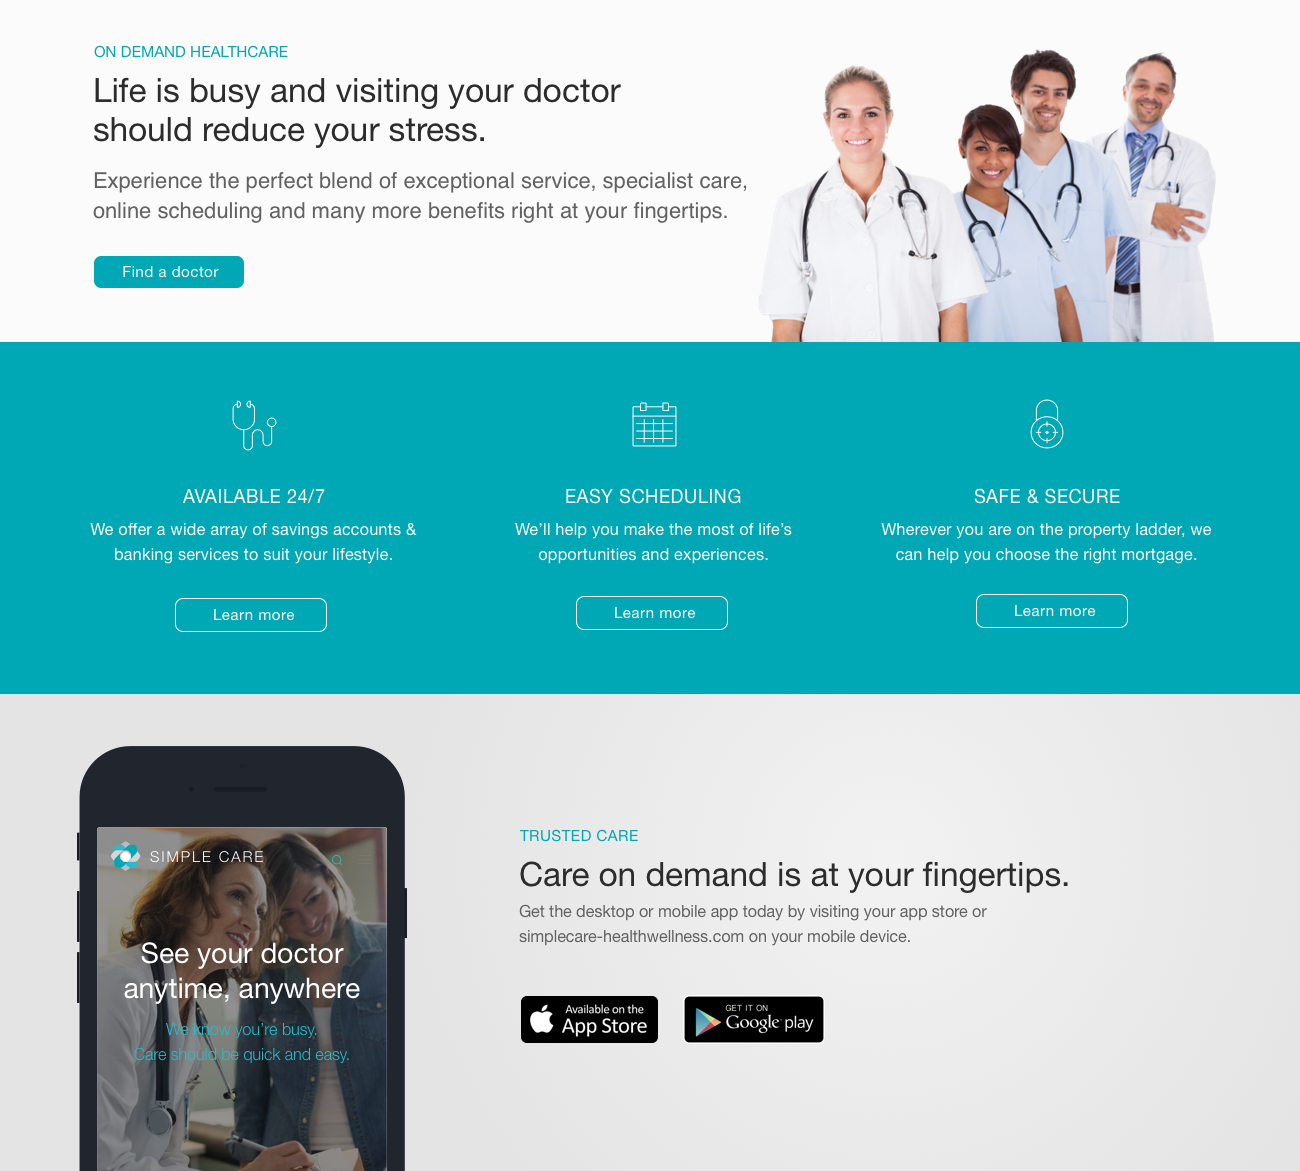 ON DEMAND HEALTHCARE
Life is busy and visiting your doctor
should reduce your stress.
Experience the perfect blend of exceptional service, specialist care,
online scheduling and many more benefits right at your fingertips.
Find a doctor
AVAILABLE 24/7
We offer a wide array of savings accounts &
banking services to suit your lifestyle.
Learn more
EASY SCHEDULING
We’ll help you make the most of life’s
opportunities and experiences.
Learn more
SAFE & SECURE
Wherever you are on the property ladder, we
can help you choose the right mortgage.
Learn more
SIMPLE CARE
See your doctor
anytime, anywhere
We know you’re busy.
Care should be quick and easy.
TRUSTED CARE
Care on demand is at your fingertips.
Get the desktop or mobile app today by visiting your app store or
simplecare-healthwellness.com on your mobile device.
Available on the
App Store
GET IT ON
Google play